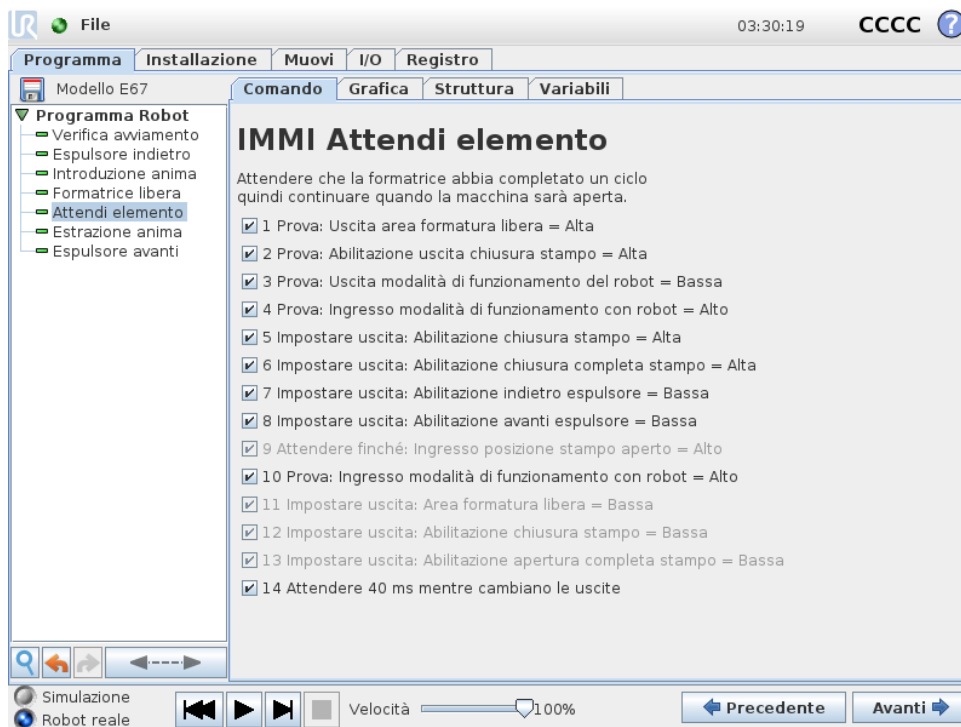 UR File 03:30:19 CCCC ?
Programma Installazione Muovi I/O Registro
Modello E67 Comando Grafica Struttura Variabili
Programma Robot
Verifica avviamento
Espulsore indietro
Introduzione anima
Formatrice libera
Attendi elemento
Estrazione anima
Espulsore avanti
IMMI Attendi elemento
Attendere che la formatrice abbia completato un ciclo
quindi continuare quando la macchina sarà aperta.
1 Prova: Uscita area formatura libera = Alta
2 Prova: Abilitazione uscita chiusura stampo = Alta
3 Prova: Uscita modalità di funzionamento del robot = Bassa
4 Prova: Ingresso modalità di funzionamento con robot = Alto
5 Impostare uscita: Abilitazione chiusura stampo = Alta
6 Impostare uscita: Abilitazione chiusura completa stampo = Alta
7 Impostare uscita: Abilitazione indietro espulsore = Bassa
8 Impostare uscita: Abilitazione avanti espulsore = Bassa
9 Attendere finché: Ingresso posizione stampo aperto = Alto
10 Prova: Ingresso modalità di funzionamento con robot = Alto
11 Impostare uscita: Area formatura libera = Bassa
12 Impostare uscita: Abilitazione chiusura stampo = Bassa
13 Impostare uscita: Abilitazione apertura completa stampo = Bassa
14 Attendere 40 ms mentre cambiano le uscite
Simulazione
Robot reale
Velocità 100%
Precedente Avanti